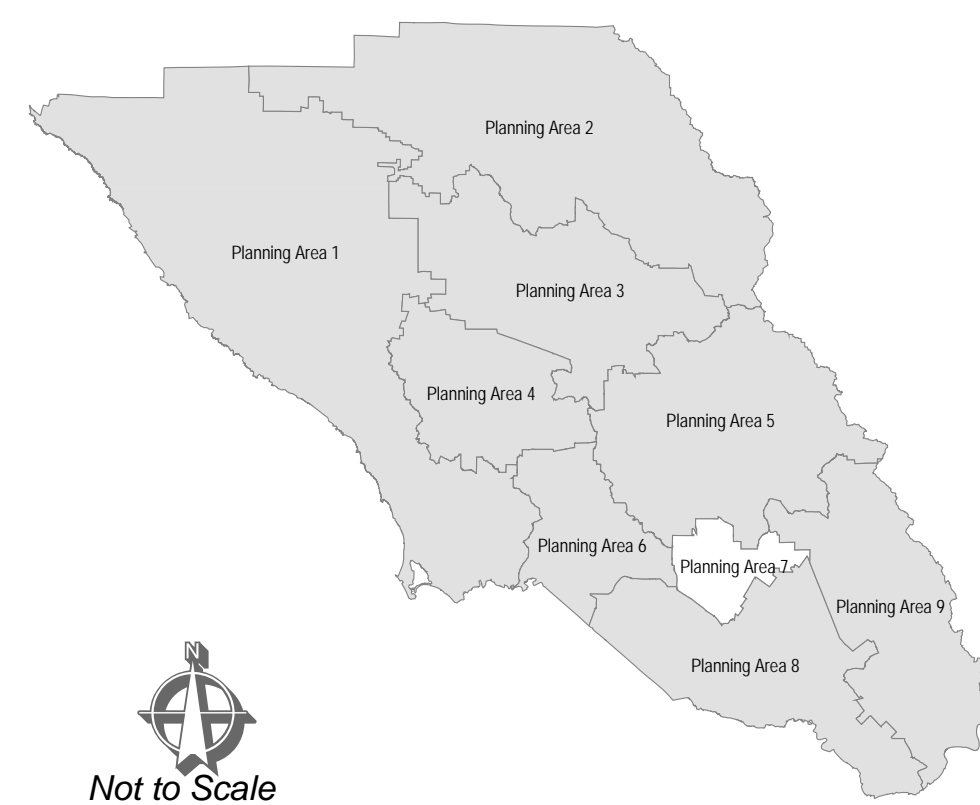 Planning Area 2
Planning Area 1
Planning Area 3
Planning Area 4
Planning Area 5
Planning Area 6
Planning Area 7
Planning Area 9
Planning Area 8
N
Not to Scale